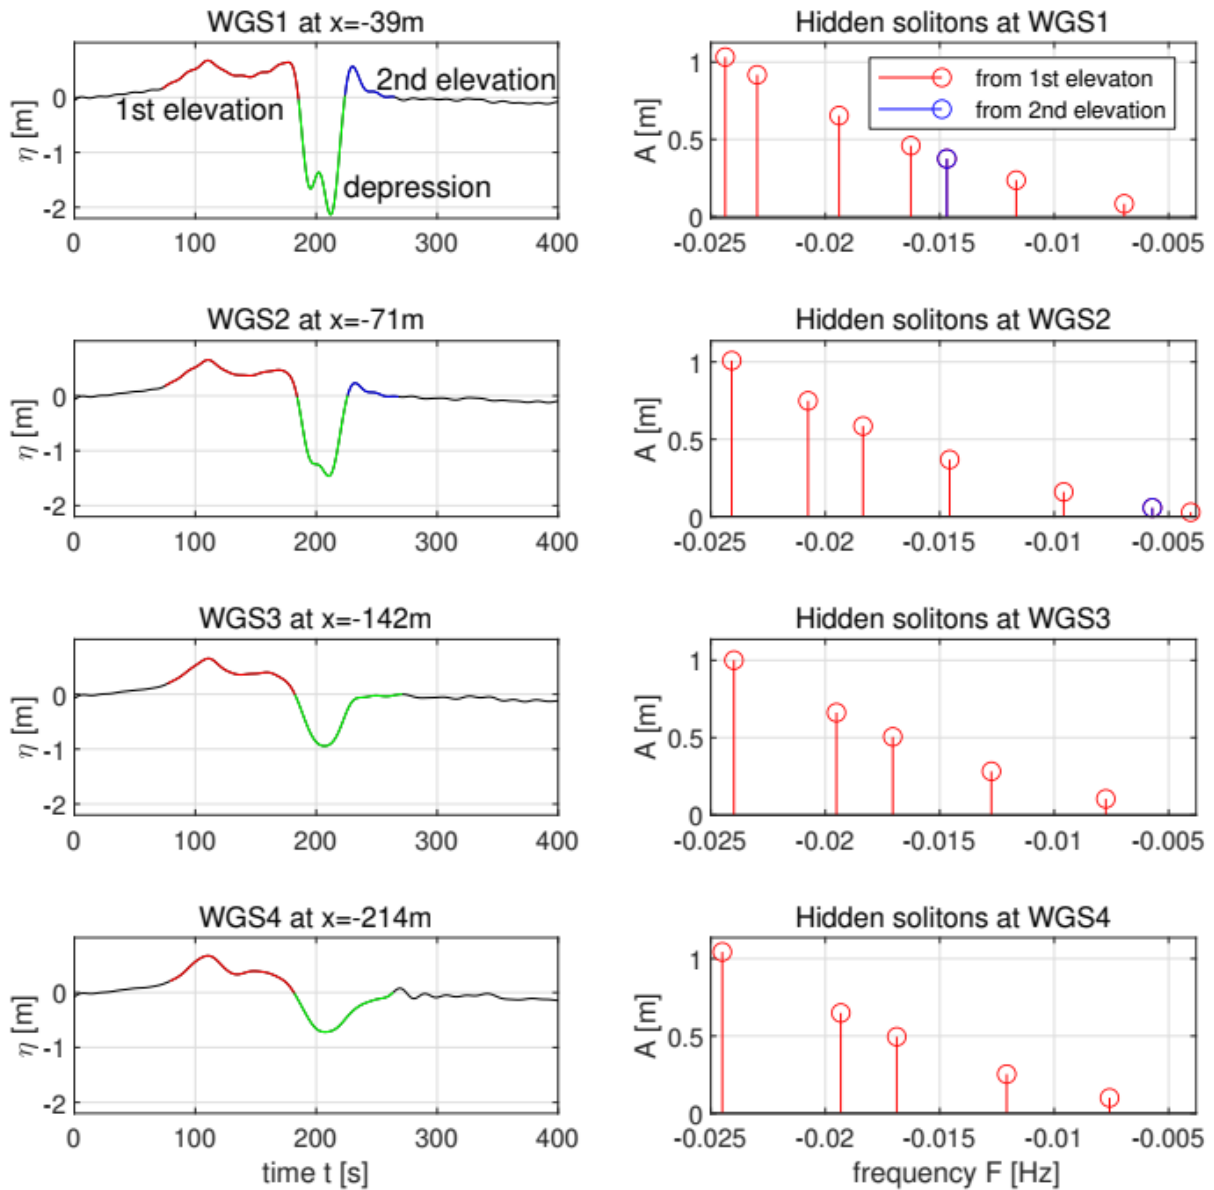 WGS1 at x=-39m
η [m]
0
-1
-2
0 100 200 300 400
1st elevation
2nd elevation
depression
Hidden solitons at WGS1
A [m]
1
0.5
0
-0.025 -0.02 -0.015 -0.01 -0.005
from 1st elevaton
from 2nd elevation
WGS2 at x=-71m
η [m]
0
-1
-2
0 100 200 300 400
Hidden solitons at WGS2
A [m]
1
0.5
0
-0.025 -0.02 -0.015 -0.01 -0.005
WGS3 at x=-142m
η [m]
0
-1
-2
0 100 200 300 400
Hidden solitons at WGS3
A [m]
1
0.5
0
-0.025 -0.02 -0.015 -0.01 -0.005
WGS4 at x=-214m
η [m]
0
-1
-2
0 100 200 300 400
time t [s]
Hidden solitons at WGS4
A [m]
1
0.5
0
-0.025 -0.02 -0.015 -0.01 -0.005
frequency F [Hz]